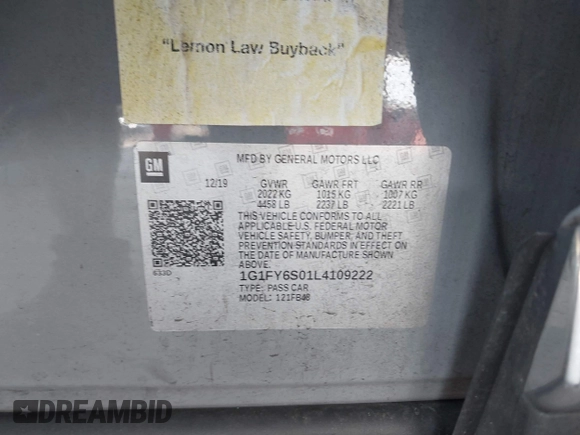 "Lemon Law Buyback"
GM
MFD BY GENERAL MOTORS LLC
12/19 GVWR GAWR FRT GAWR RR
2022 KG 1015 KG 1007 KG
4458 LB 2237 LB 2221 LB
THIS VEHICLE CONFORMS TO ALL
APPLICABLE U.S. FEDERAL MOTOR
VEHICLE SAFETY, BUMPER, AND THEFT
PREVENTION STANDARDS IN EFFECT ON
THE DATE OF MANUFACTURE SHOWN
ABOVE.
633D
1G1FY6S01L4109222
TYPE: PASS CAR
MODEL: 121FB48
DREAMBID